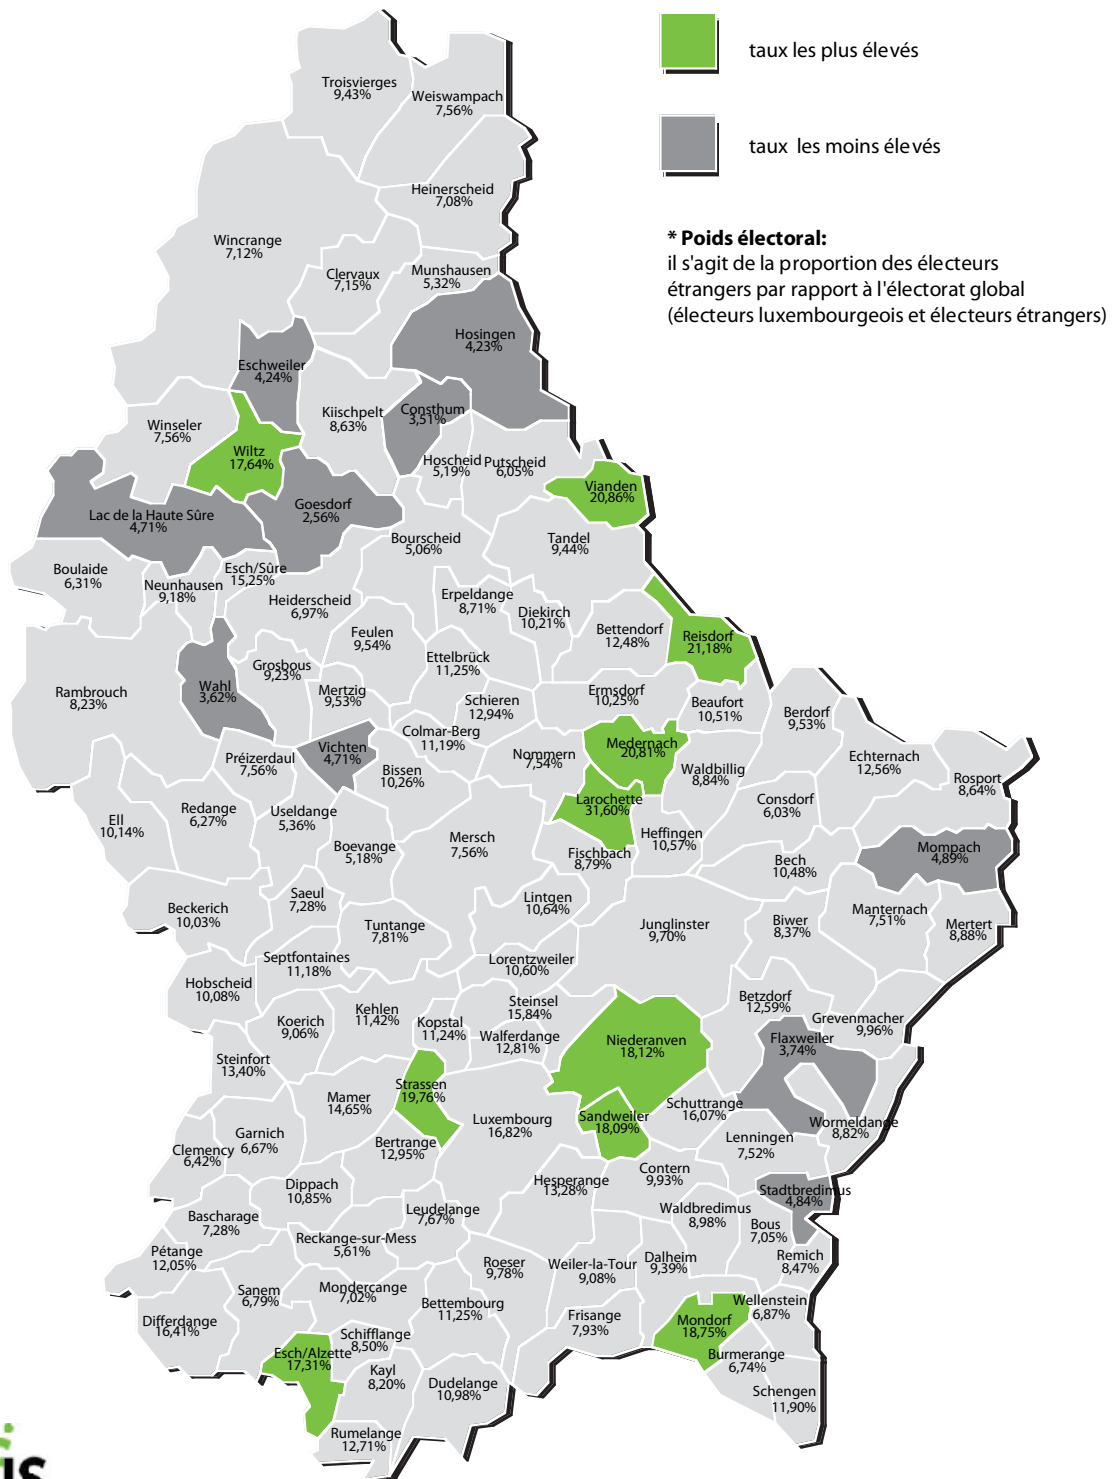 taux les plus élevés
taux les moins élevés
* Poids électoral:
il s'agit de la proportion des électeurs
étrangers par rapport à l'électorat global
(électeurs luxembourgeois et électeurs étrangers)
Troisvierges
9,43%
Weiswampach
7,56%
Heinerscheid
7,08%
Wincrange
7,12%
Clervaux
7,15%
Munshausen
5,32%
Hosingen
4,23%
Eschweiler
4,24%
Consthum
3,51%
Kiischpelt
8,63%
Winseler
7,56%
Wiltz
17,64%
Hoscheid
5,19%
Putscheid
6,05%
Vianden
20,86%
Goesdorf
2,56%
Lac de la Haute Sûre
4,71%
Bourscheid
5,06%
Tandel
9,44%
Boulaide
6,31%
Neunhausen
9,18%
Esch/Sûre
15,25%
Heiderscheid
6,97%
Erpeldange
8,71%
Diekirch
10,21%
Bettendorf
12,48%
Reisdorf
21,18%
Feulen
9,54%
Ettelbrück
11,25%
Grosbous
9,23%
Mertzig
9,53%
Wahl
3,62%
Rambrouch
8,23%
Schieren
12,94%
Ermsdorf
10,25%
Beaufort
10,51%
Berdorf
9,53%
Colmar-Berg
11,19%
Vichten
4,71%
Préizerdaul
7,56%
Bissen
10,26%
Nommern
7,54%
Medernach
20,81%
Waldbillig
8,84%
Echternach
12,56%
Rosport
8,64%
Larochette
31,60%
Consdorf
6,03%
Ell
10,14%
Redange
6,27%
Useldange
5,36%
Boevange
5,18%
Mersch
7,56%
Heffingen
10,57%
Fischbach
8,79%
Bech
10,48%
Mompach
4,89%
Saeul
7,28%
Beckerich
10,03%
Tuntange
7,81%
Lintgen
10,64%
Junglinster
9,70%
Biwer
8,37%
Manternach
7,51%
Mertert
8,88%
Septfontaines
11,18%
Lorentzweiler
10,60%
Hobscheid
10,08%
Koerich
9,06%
Kehlen
11,42%
Kopstal
11,24%
Steinsel
15,84%
Walferdange
12,81%
Niederanven
18,12%
Betzdorf
12,59%
Grevenmacher
9,96%
Flaxweiler
3,74%
Steinfort
13,40%
Mamer
14,65%
Strassen
19,76%
Luxembourg
16,82%
Sandweiler
18,09%
Schuttrange
16,07%
Wormeldange
8,82%
Lenningen
7,52%
Garnich
6,67%
Clemency
6,42%
Bertrange
12,95%
Dippach
10,85%
Hesperange
13,28%
Contern
9,93%
Stadtbredimus
4,84%
Waldbredimus
8,98%
Bous
7,05%
Leudelange
7,67%
Bascharage
7,28%
Reckange-sur-Mess
5,61%
Pétange
12,05%
Roeser
9,78%
Weiler-la-Tour
9,08%
Dalheim
9,39%
Remich
8,47%
Sanem
6,79%
Mondercange
7,02%
Bettembourg
11,25%
Differdange
16,41%
Frisange
7,93%
Mondorf
18,75%
Wellenstein
6,87%
Schifflange
8,50%
Esch/Alzette
17,31%
Kayl
8,20%
Dudelange
10,98%
Burmerange
6,74%
Schengen
11,90%
Rumelange
12,71%